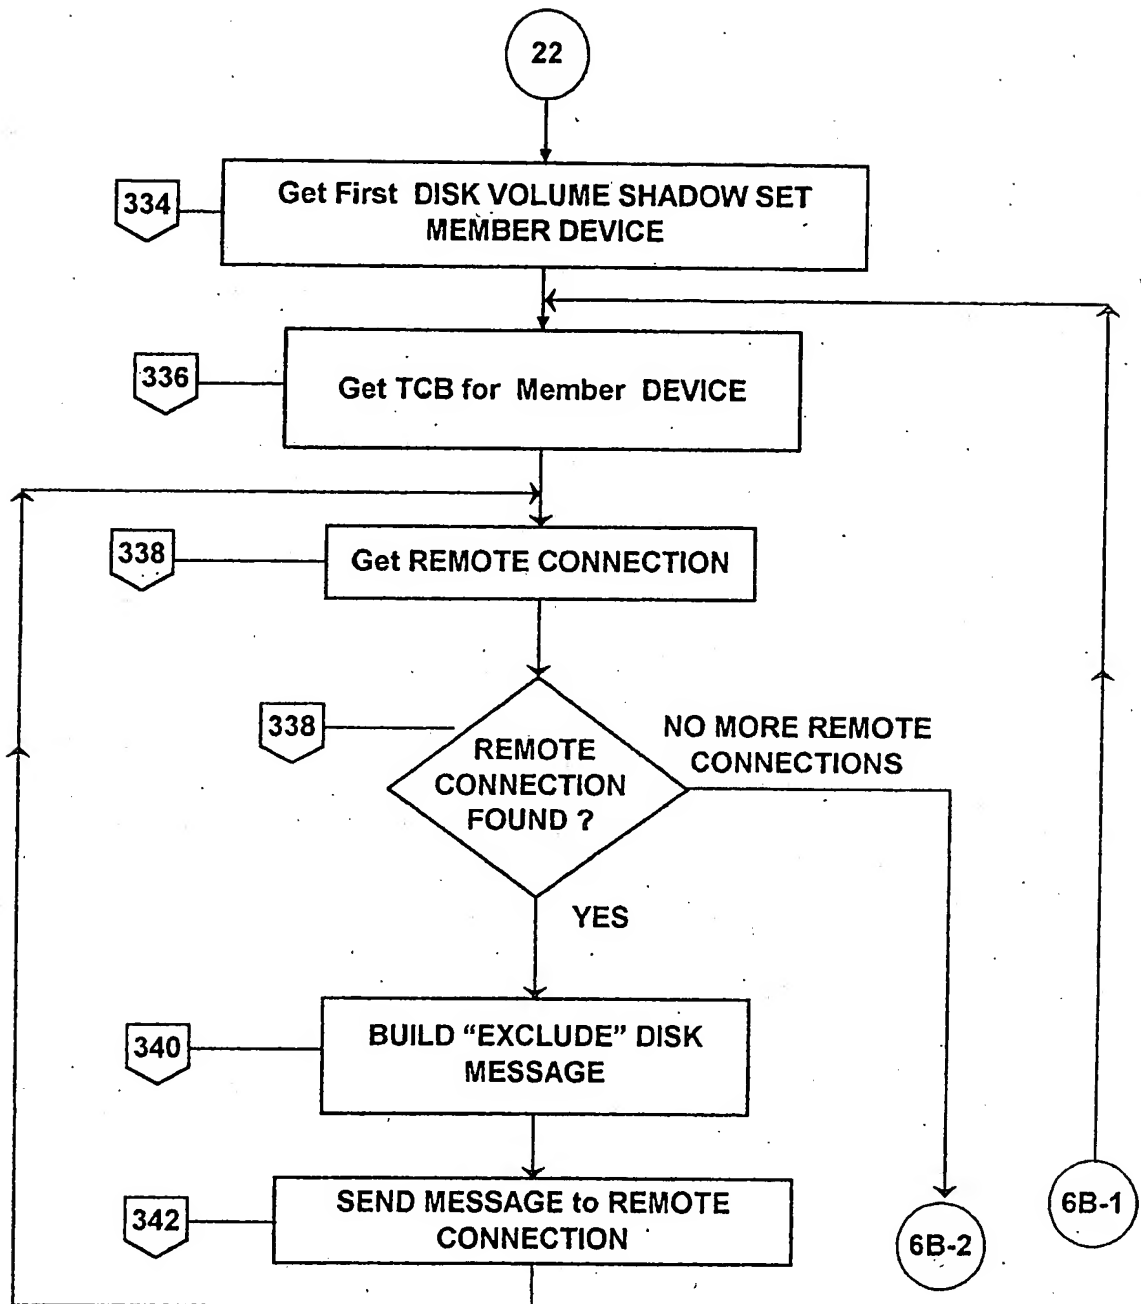 22
334
Get First DISK VOLUME SHADOW SET
MEMBER DEVICE
336
Get TCB for Member DEVICE
338
Get REMOTE CONNECTION
338
REMOTE
CONNECTION
FOUND ?
NO MORE REMOTE
CONNECTIONS
YES
340
BUILD “EXCLUDE” DISK
MESSAGE
342
SEND MESSAGE to REMOTE
CONNECTION
6B-2
6B-1